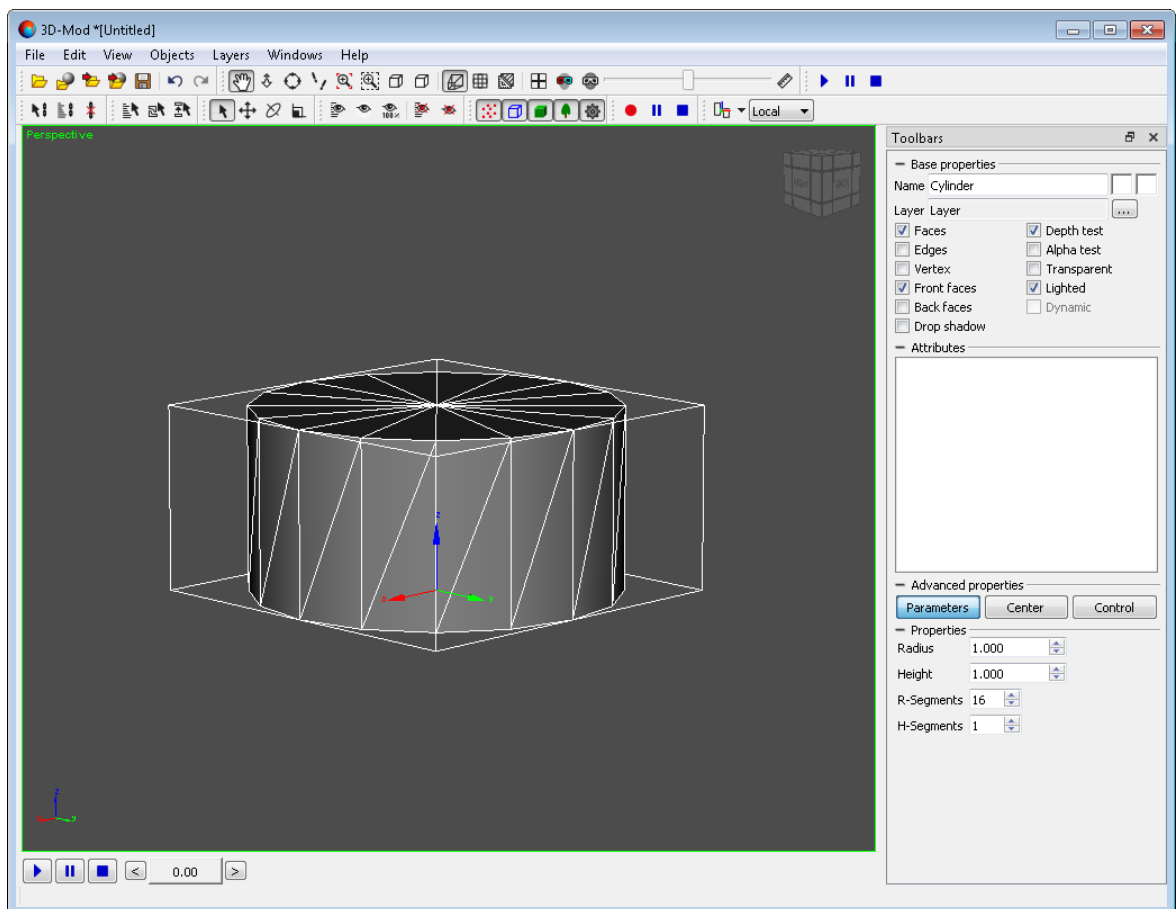 3D-Mod *[Untitled]
File Edit View Objects Layers Windows Help
100%
Local
Perspective
Toolbars
Base properties
Name Cylinder
Layer Layer ...
Faces Depth test
Edges Alpha test
Vertex Transparent
Front faces Lighted
Back faces Dynamic
Drop shadow
Attributes
z
x y
Advanced properties
Parameters Center Control
Properties
Radius 1.000
Height 1.000
R-Segments 16
H-Segments 1
z
x y
< 0.00 >